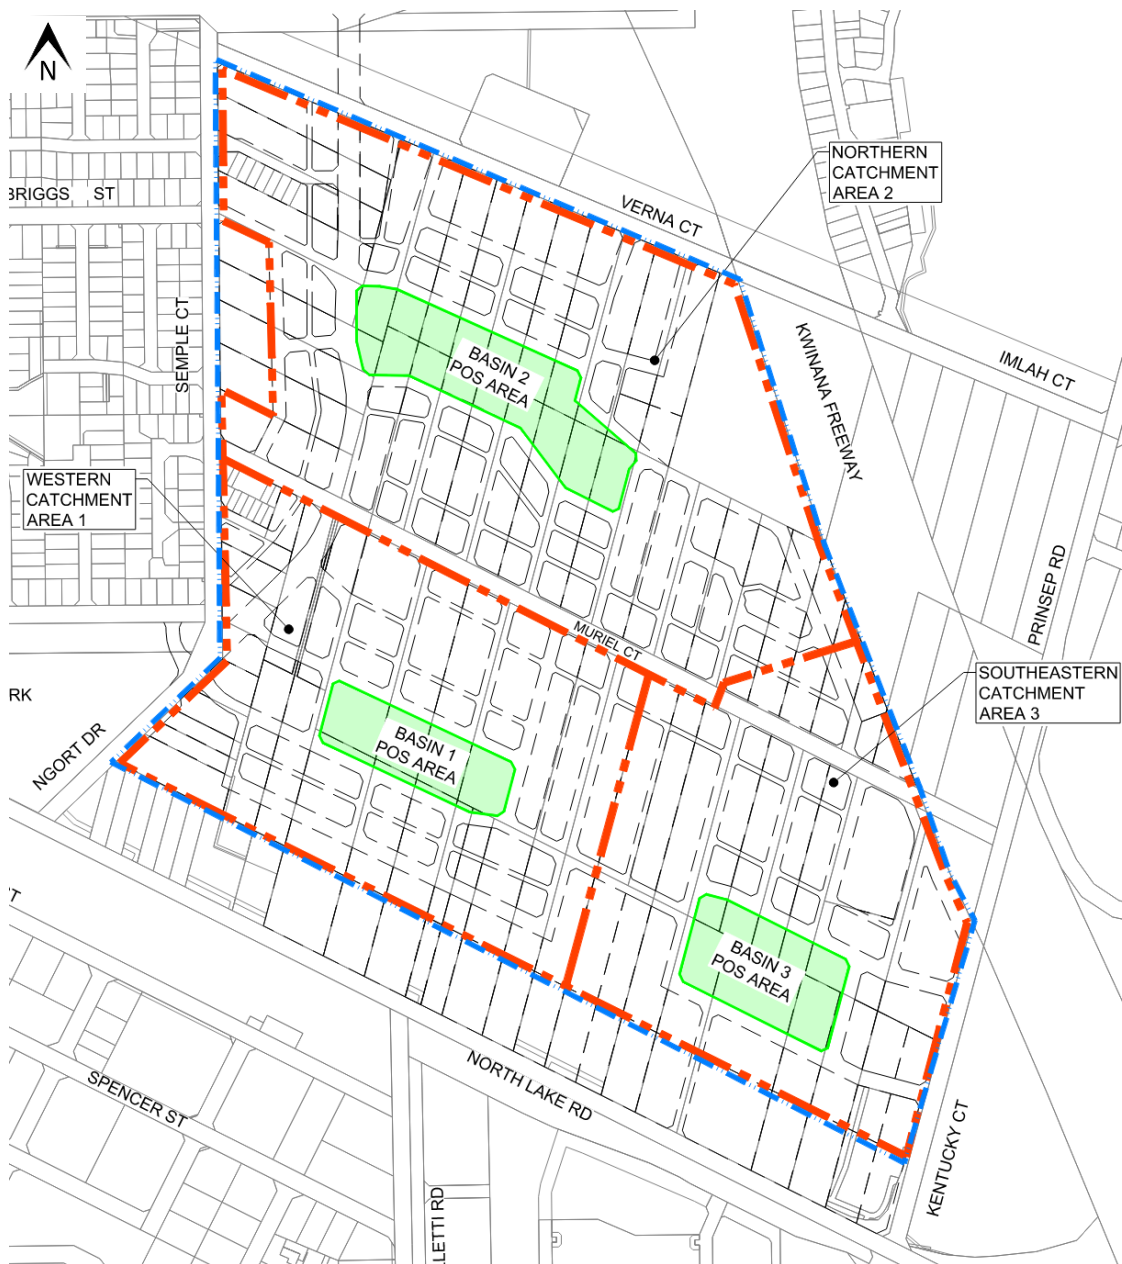 N
BRIGGS ST
SEMPLE CT
VERNA CT
NORTHERN
CATCHMENT
AREA 2
IMLAH CT
KWINANA FREEWAY
BASIN 2
POS AREA
WESTERN
CATCHMENT
AREA 1
PRINSEP RD
MURIEL CT
SOUTHEASTERN
CATCHMENT
AREA 3
RK
NGORT DR
BASIN 1
POS AREA
BASIN 3
POS AREA
NORTH LAKE RD
SPENCER ST
LETTI RD
KENTUCKY CT